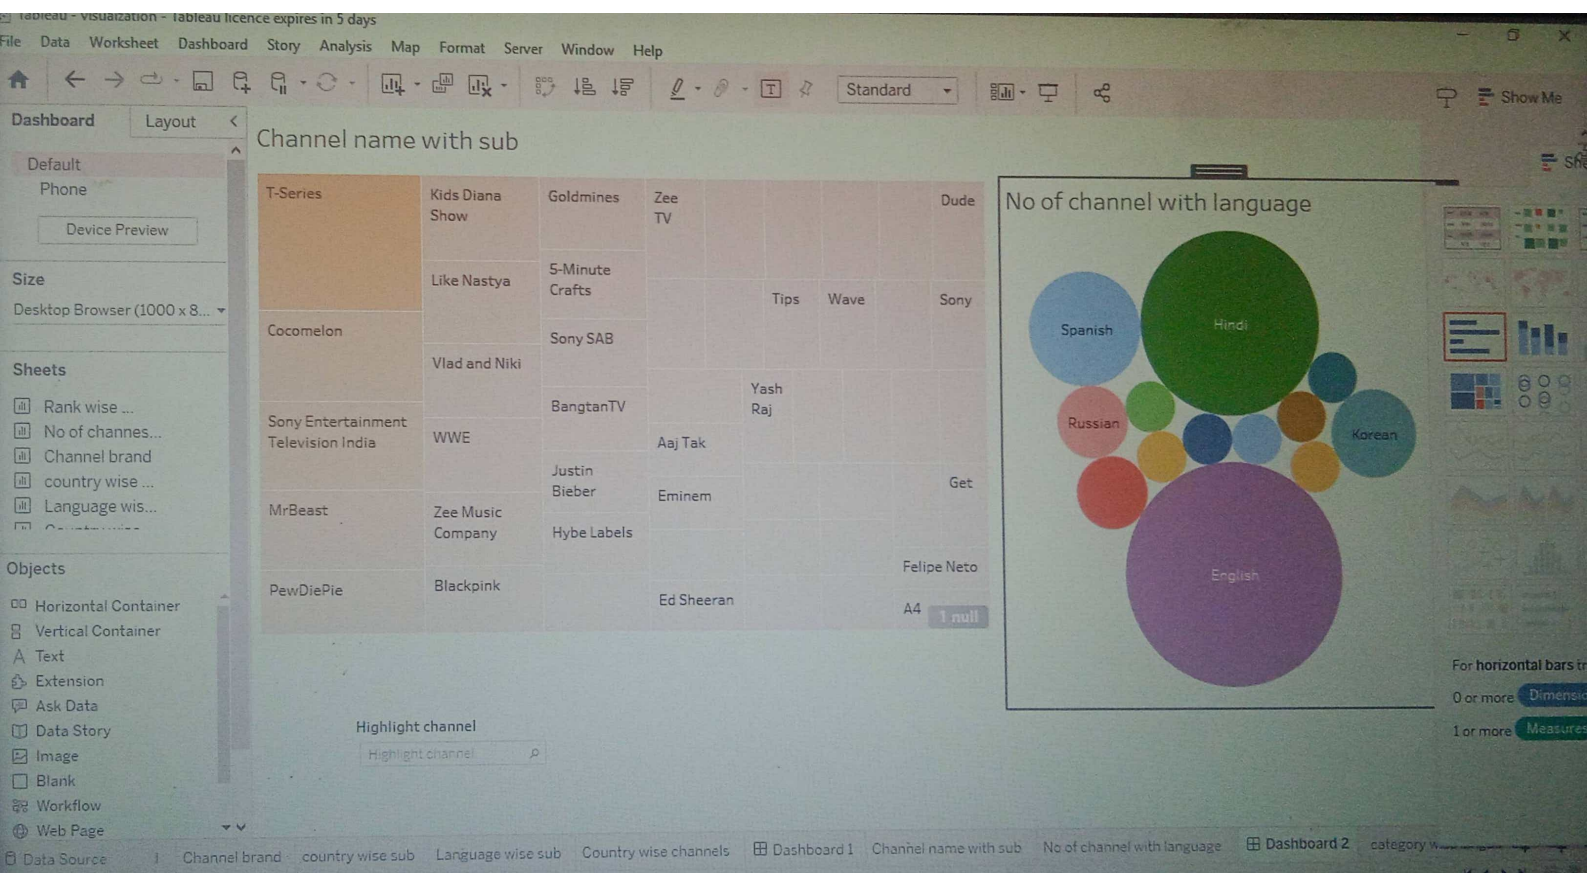 Tableau - Visualization - Tableau licence expires in 5 days
File Data Worksheet Dashboard Story Analysis Map Format Server Window Help
Standard
Show Me
Dashboard
Layout
Default
Phone
Device Preview
Size
Desktop Browser (1000 x 8...
Sheets
Rank wise ...
No of channes...
Channel brand
country wise ...
Language wis...
Objects
Horizontal Container
Vertical Container
Text
Extension
Ask Data
Data Story
Image
Blank
Workflow
Web Page
Channel name with sub
T-Series
Cocomelon
Sony Entertainment
Television India
MrBeast
PewDiePie
Kids Diana
Show
Like Nastya
Vlad and Niki
WWE
Zee Music
Company
Blackpink
Goldmines
5-Minute
Crafts
Sony SAB
BangtanTV
Justin
Bieber
Hybe Labels
Zee
TV
Aaj Tak
Eminem
Ed Sheeran
Yash
Raj
Tips
Wave
Dude
Sony
Get
Felipe Neto
A4
1 null
Highlight channel
Highlight channel
No of channel with language
Spanish
Hindi
Russian
Korean
English
For horizontal bars
0 or more
1 or more Measures
Data Source Channel brand country wise sub Language wise sub Country wise channels Dashboard 1 Channel name with sub No of channel with language Dashboard 2 category